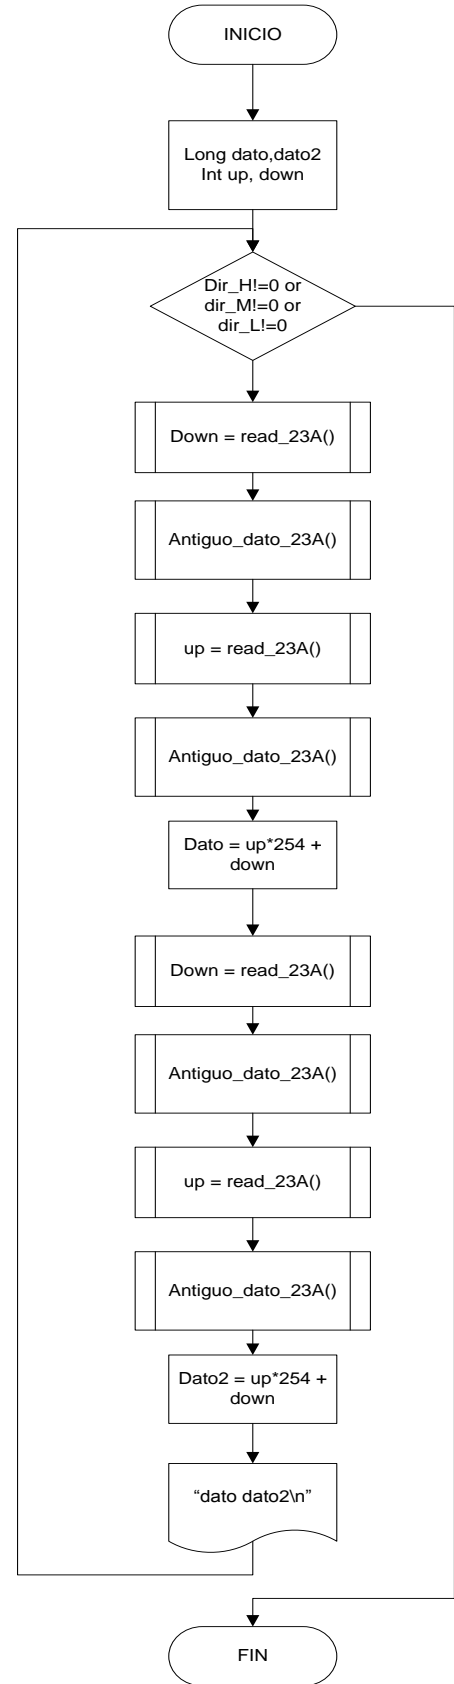 INICIO
Long dato,dato2
Int up, down
Dir_H!=0 or
dir_M!=0 or
dir_L!=0
Down = read_23A()
Antiguo_dato_23A()
up = read_23A()
Antiguo_dato_23A()
Dato = up*254 +
down
Down = read_23A()
Antiguo_dato_23A()
up = read_23A()
Antiguo_dato_23A()
Dato2 = up*254 +
down
“dato dato2\n”
FIN